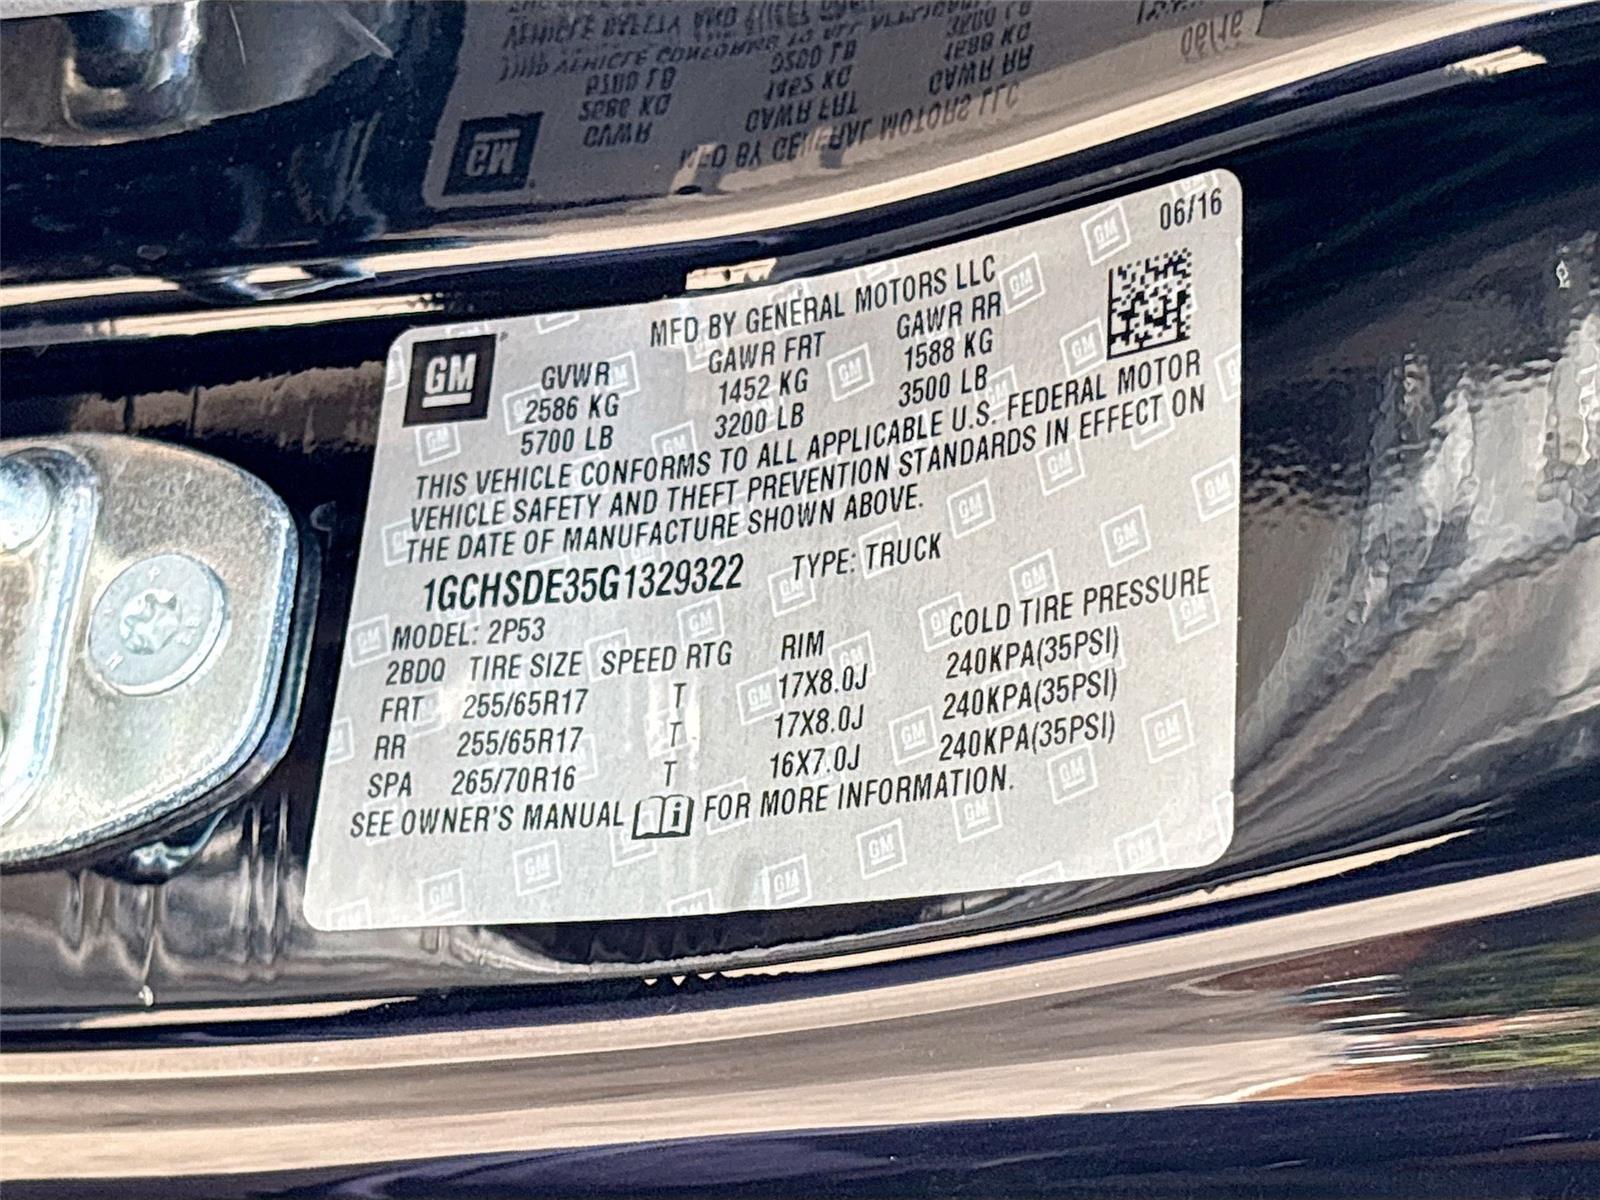 06/16
MFD BY GENERAL MOTORS LLC
GM
GVWR GAWR FRT GAWR RR
2586 KG 1452 KG 1588 KG
5700 LB 3200 LB 3500 LB
THIS VEHICLE CONFORMS TO ALL APPLICABLE U.S. FEDERAL MOTOR
VEHICLE SAFETY AND THEFT PREVENTION STANDARDS IN EFFECT ON
THE DATE OF MANUFACTURE SHOWN ABOVE.
1GCHSDE35G1329322 TYPE: TRUCK
MODEL: 2P53
2BDQ TIRE SIZE SPEED RTG RIM COLD TIRE PRESSURE
FRT 255/65R17 T 17X8.0J 240KPA(35PSI)
RR 255/65R17 T 17X8.0J 240KPA(35PSI)
SPA 265/70R16 T 16X7.0J 240KPA(35PSI)
SEE OWNER'S MANUAL i FOR MORE INFORMATION.